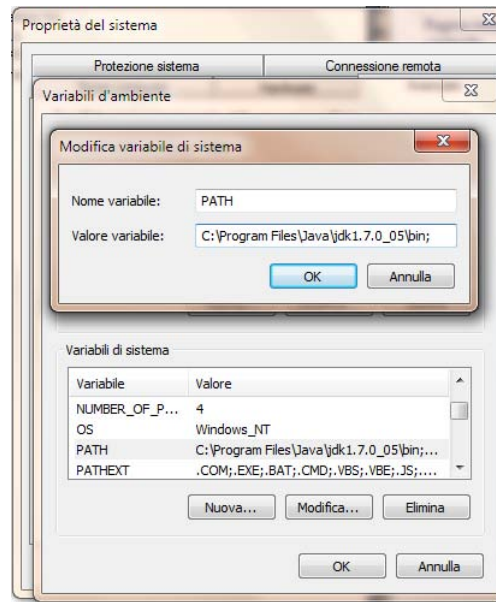 Proprietà del sistema
Protezione sistema Connessione remota
Variabili d'ambiente
Modifica variabile di sistema
Nome variabile: PATH
Valore variabile: C:\Program Files\Java\jdk1.7.0_05\bin;
OK Annulla
Variabili di sistema
Variabile Valore
NUMBER_OF_P... 4
OS Windows_NT
PATH C:\Program Files\Java\jdk1.7.0_05\bin;...
PATHEXT .COM;.EXE;.BAT;.CMD;.VBS;.VBE;.JS;....
Nuova... Modifica... Elimina
OK Annulla